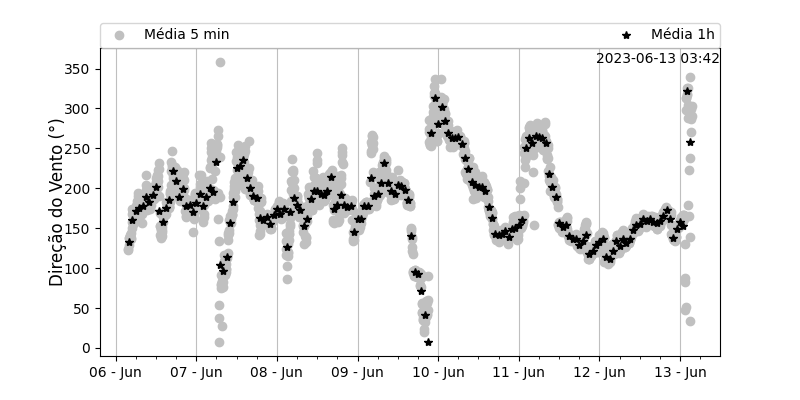 Média 5 min
Média 1h
2023-06-13 03:42
Direção do Vento (°)
350
300
250
200
150
100
50
0
06 - Jun
07 - Jun
08 - Jun
09 - Jun
10 - Jun
11 - Jun
12 - Jun
13 - Jun